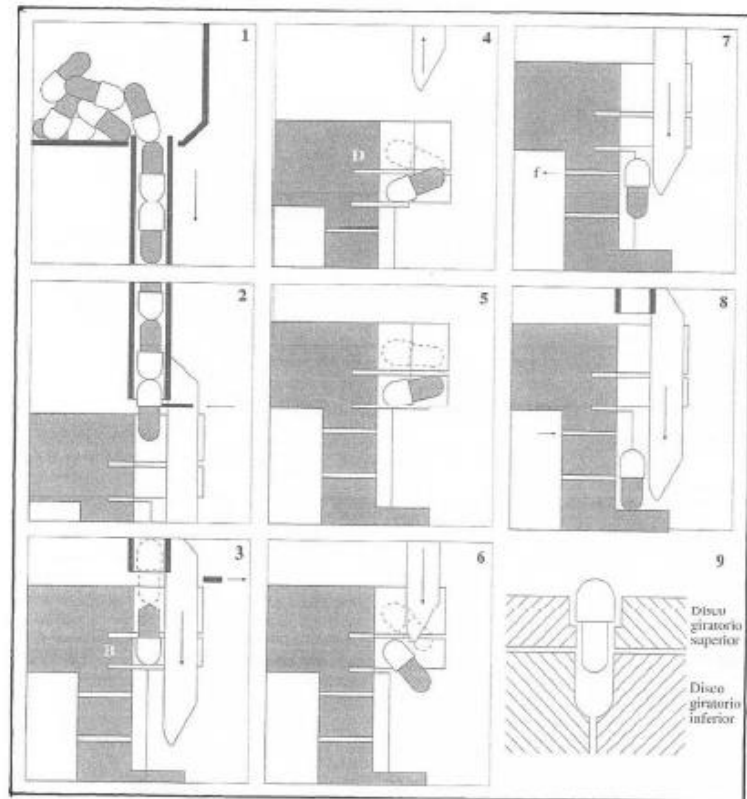 1
4
7
D
f
2
5
8
3
B
6
9
Disco
giratorio
superior
Disco
giratorio
inferior